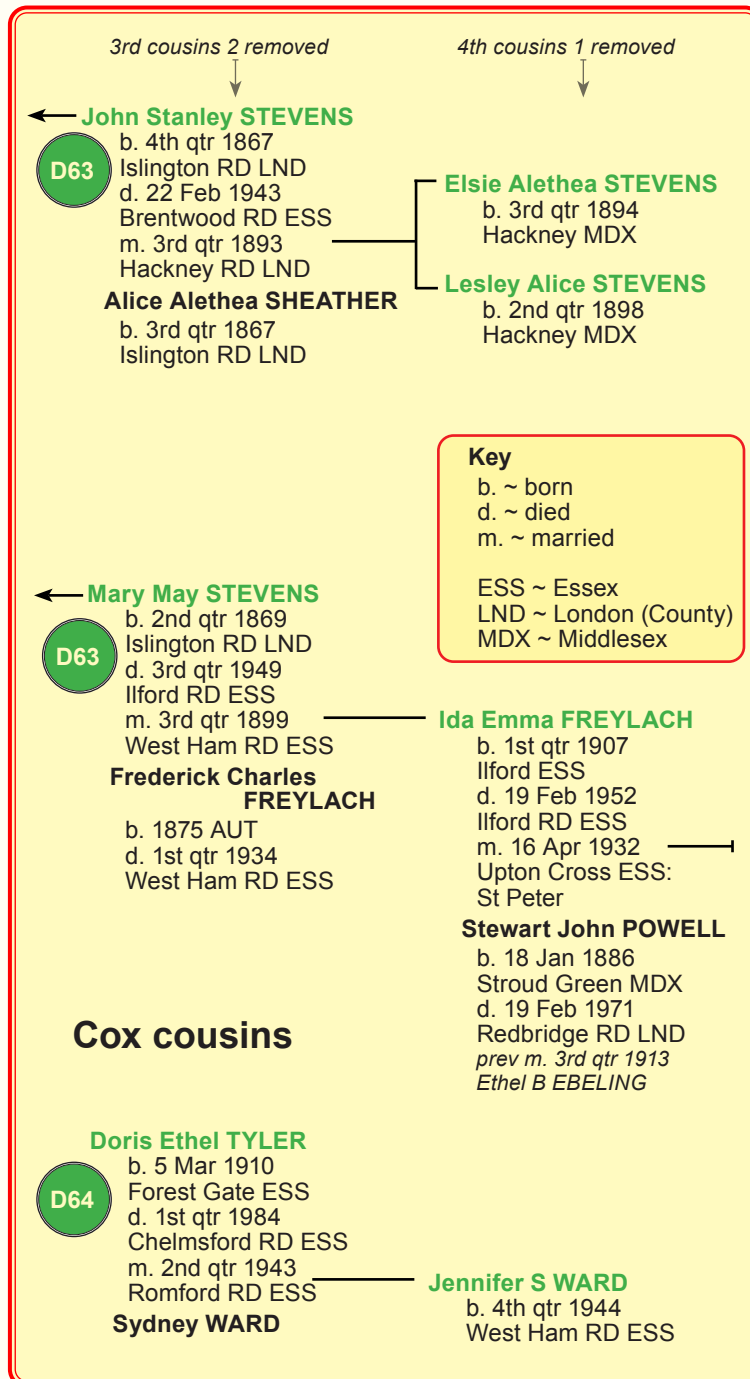 3rd cousins 2 removed
4th cousins 1 removed
John Stanley STEVENS
D63
b. 4th qtr 1867
Islington RD LND
d. 22 Feb 1943
Brentwood RD ESS
m. 3rd qtr 1893
Hackney RD LND
Alice Alethea SHEATHER
b. 3rd qtr 1867
Islington RD LND
Elsie Alethea STEVENS
b. 3rd qtr 1894
Hackney MDX
Lesley Alice STEVENS
b. 2nd qtr 1898
Hackney MDX
Key
b. ~ born
d. ~ died
m. ~ married
ESS ~ Essex
LND ~ London (County)
MDX ~ Middlesex
Mary May STEVENS
D63
b. 2nd qtr 1869
Islington RD LND
d. 3rd qtr 1949
Ilford RD ESS
m. 3rd qtr 1899
West Ham RD ESS
Frederick Charles
FREYLACH
b. 1875 AUT
d. 1st qtr 1934
West Ham RD ESS
Ida Emma FREYLACH
b. 1st qtr 1907
Ilford ESS
d. 19 Feb 1952
Ilford RD ESS
m. 16 Apr 1932
Upton Cross ESS:
St Peter
Stewart John POWELL
b. 18 Jan 1886
Stroud Green MDX
d. 19 Feb 1971
Redbridge RD LND
prev m. 3rd qtr 1913
Ethel B EBELING
Cox cousins
Doris Ethel TYLER
D64
b. 5 Mar 1910
Forest Gate ESS
d. 1st qtr 1984
Chelmsford RD ESS
m. 2nd qtr 1943
Romford RD ESS
Sydney WARD
Jennifer S WARD
b. 4th qtr 1944
West Ham RD ESS